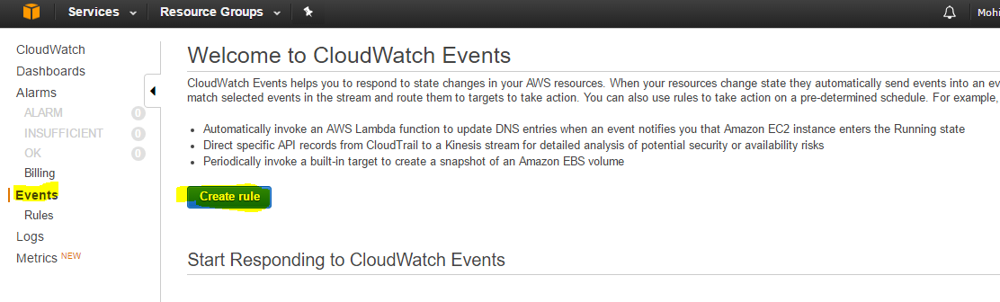 Services Resource Groups Mohi
CloudWatch
Dashboards
Alarms
ALARM 0
INSUFFICIENT 0
OK 0
Billing
Events
Rules
Logs
Metrics NEW
Welcome to CloudWatch Events
CloudWatch Events helps you to respond to state changes in your AWS resources. When your resources change state they automatically send events into an ev
match selected events in the stream and route them to targets to take action. You can also use rules to take action on a pre-determined schedule. For example,
• Automatically invoke an AWS Lambda function to update DNS entries when an event notifies you that Amazon EC2 instance enters the Running state
• Direct specific API records from CloudTrail to a Kinesis stream for detailed analysis of potential security or availability risks
• Periodically invoke a built-in target to create a snapshot of an Amazon EBS volume
Create rule
Start Responding to CloudWatch Events